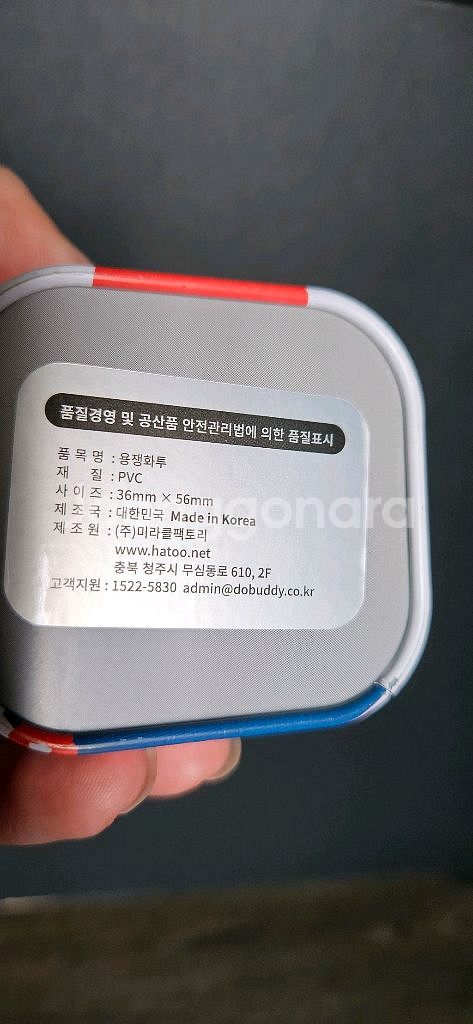 품질경영 및 공산품 안전관리법에 의한 품질표시
품 목 명 : 용쟁화투
재 질 : PVC
사 이 즈 : 36mm × 56mm
제 조 국 : 대한민국 Made in Korea
제 조 원 : (주)미라클팩토리
www.hatoo.net
충북 청주시 무심동로 610, 2F
고객지원 : 1522-5830 admin@dobuddy.co.kr